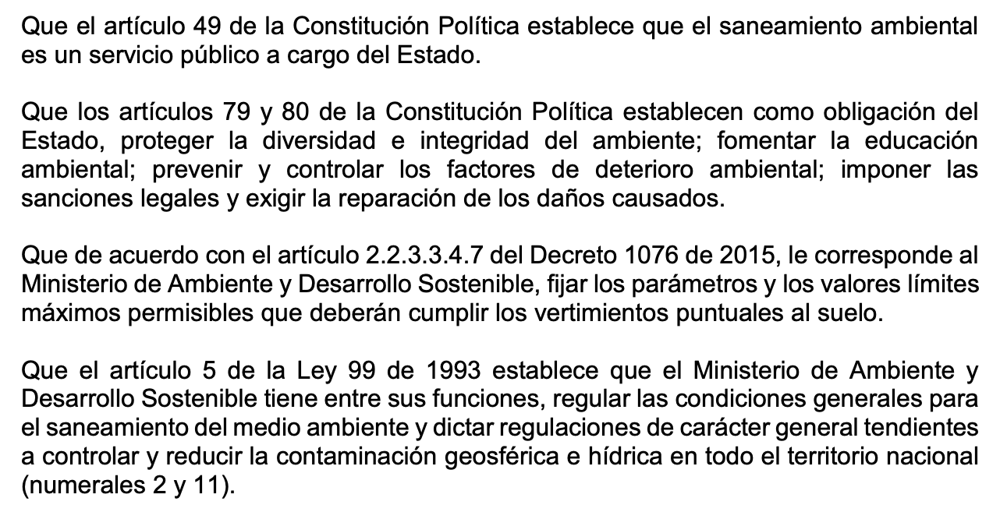 Que el artículo 49 de la Constitución Política establece que el saneamiento ambiental
es un servicio público a cargo del Estado.
Que los artículos 79 y 80 de la Constitución Política establecen como obligación del
Estado, proteger la diversidad e integridad del ambiente; fomentar la educación
ambiental; prevenir y controlar los factores de deterioro ambiental; imponer las
sanciones legales y exigir la reparación de los daños causados.
Que de acuerdo con el artículo 2.2.3.3.4.7 del Decreto 1076 de 2015, le corresponde al
Ministerio de Ambiente y Desarrollo Sostenible, fijar los parámetros y los valores límites
máximos permisibles que deberán cumplir los vertimientos puntuales al suelo.
Que el artículo 5 de la Ley 99 de 1993 establece que el Ministerio de Ambiente y
Desarrollo Sostenible tiene entre sus funciones, regular las condiciones generales para
el saneamiento del medio ambiente y dictar regulaciones de carácter general tendientes
a controlar y reducir la contaminación geosférica e hídrica en todo el territorio nacional
(numerales 2 y 11).